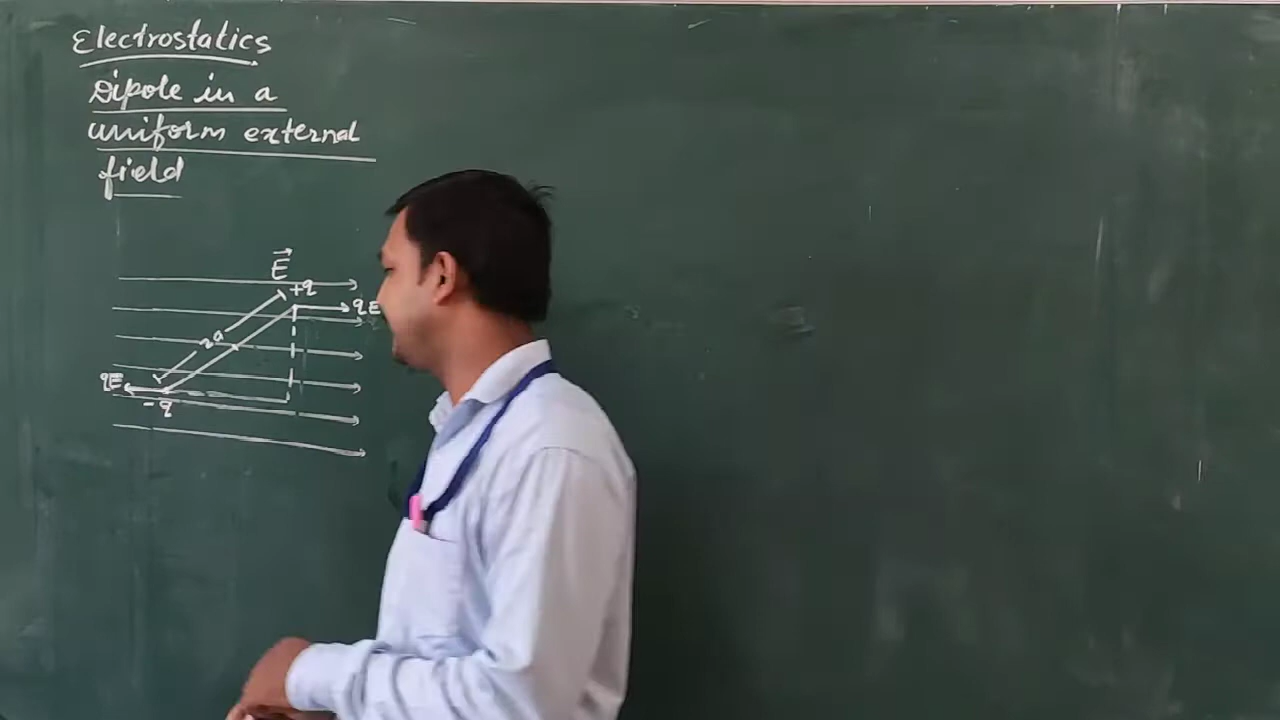 Electrostatics
Dipole in a
uniform external
field
E
+q
qE
2a
qE
-q